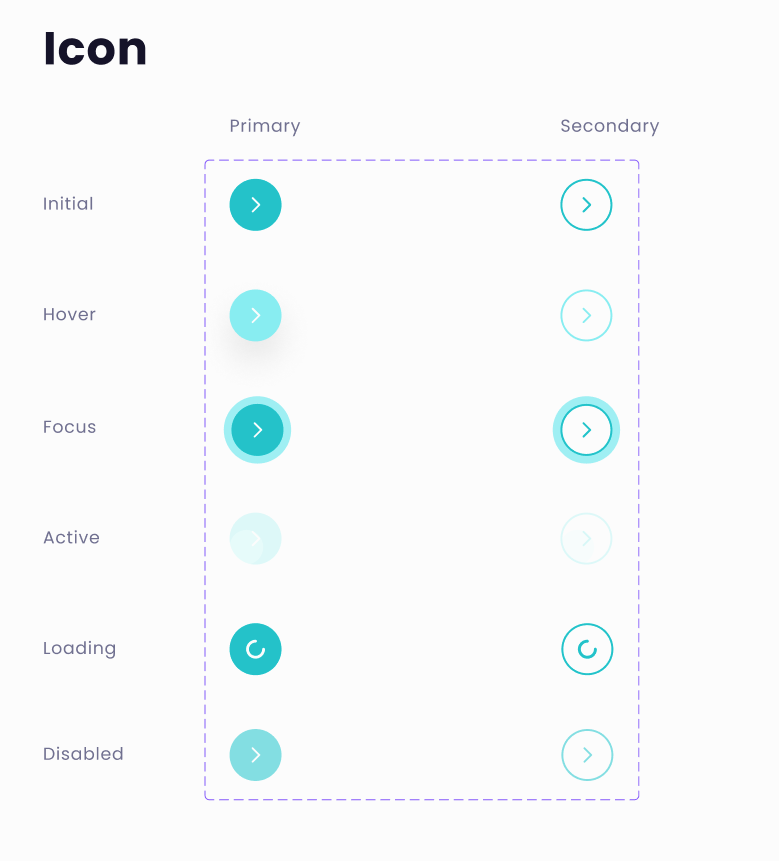 Icon
Primary Secondary
Initial
Hover
Focus
Active
Loading
Disabled